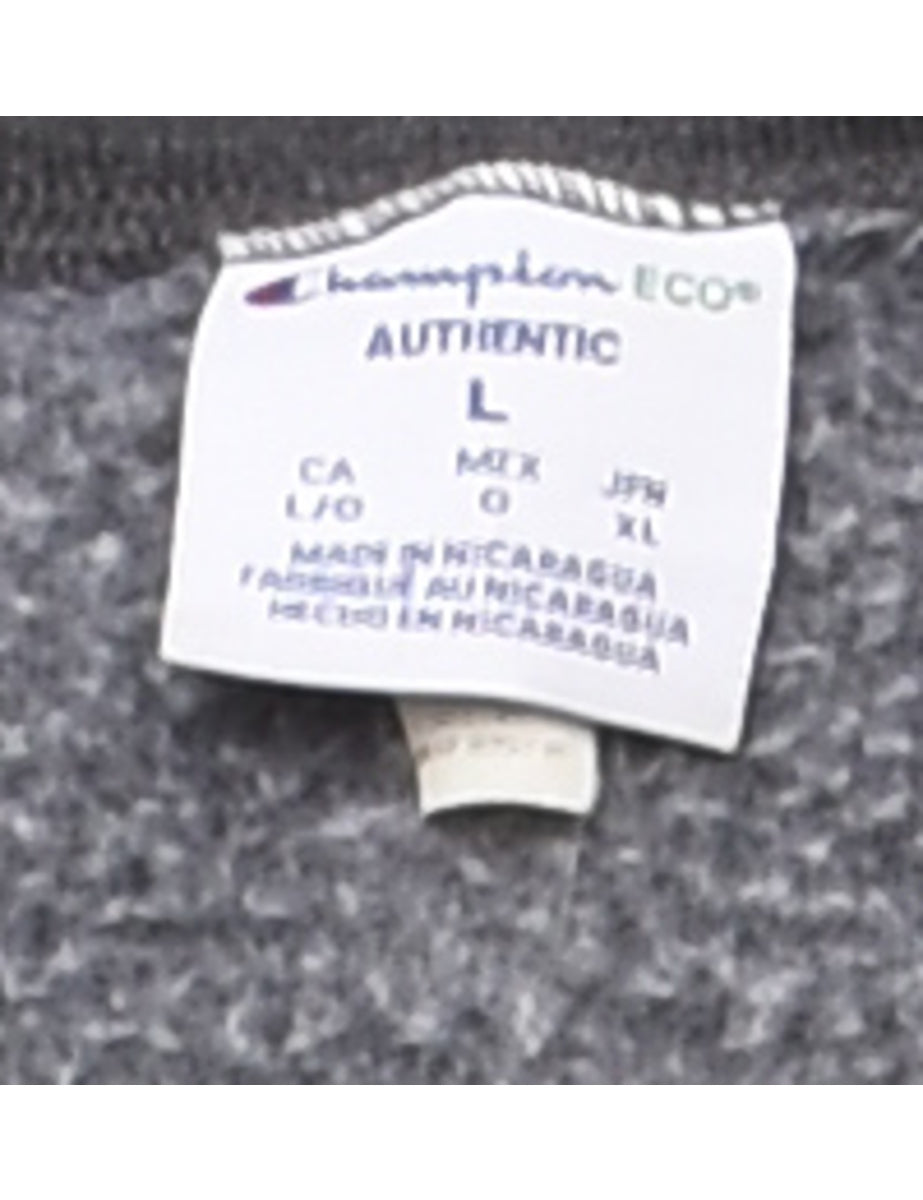 Champion ECO®
AUTHENTIC
L
CA MEX JPN
L/G G XL
MADE IN NICARAGUA
FABRIQUÉ AU NICARAGUA
HECHO EN NICARAGUA